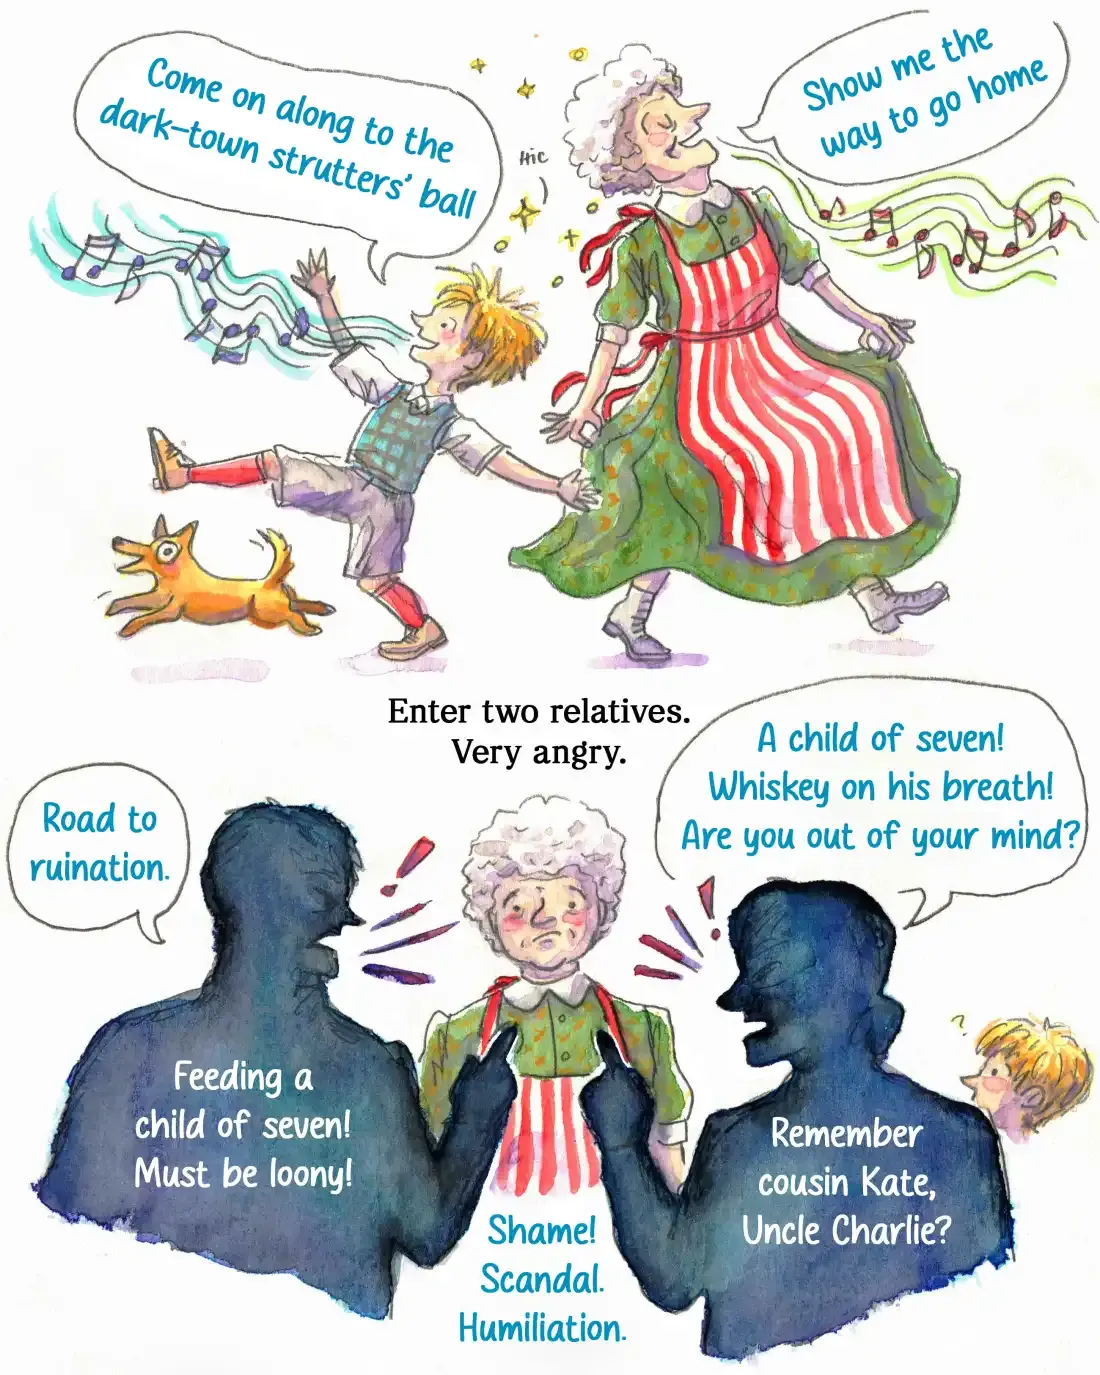 Come on along to the
dark-town strutters' ball
Show me the
way to go home
Hic
Enter two relatives.
Very angry.
Road to
ruination.
A child of seven!
Whiskey on his breath!
Are you out of your mind?
?
Feeding a
child of seven!
Must be loony!
Remember
cousin Kate,
Uncle Charlie?
Shame!
Scandal.
Humiliation.